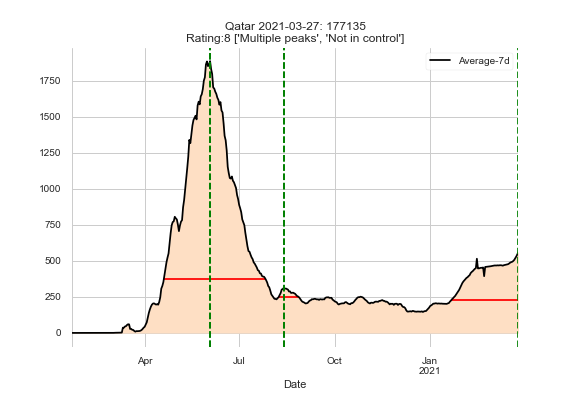 Qatar 2021-03-27: 177135
Rating:8 ['Multiple peaks', 'Not in control']
Average-7d
1750
1500
1250
1000
750
500
250
0
Apr
Jul
Oct
Jan
2021
Date